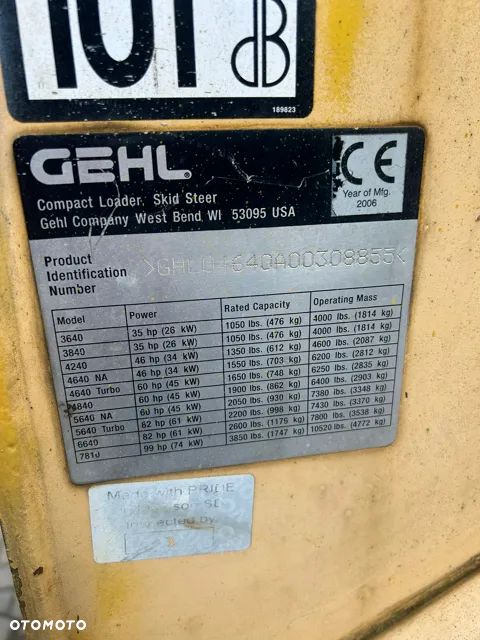 101
dB
189823
GEHL
CE
Compact Loader, Skid Steer
Gehl Company West Bend, WI 53095 USA
Year of Mfg.
2006
Product
Identification
Number
>GHL04640A00308855<
Model Power Rated Capacity Operating Mass
3640 35 hp (26 kW) 1050 lbs. (476 kg) 4000 lbs. (1814 kg)
3840 35 hp (26 kW) 1050 lbs. (476 kg) 4000 lbs. (1814 kg)
4240 46 hp (34 kW) 1350 lbs. (612 kg) 4600 lbs. (2087 kg)
4640 NA 46 hp (34 kW) 1550 lbs. (703 kg) 6200 lbs. (2812 kg)
4640 Turbo 60 hp (45 kW) 1650 lbs. (748 kg) 6250 lbs. (2835 kg)
4840 60 hp (45 kW) 1900 lbs. (862 kg) 6400 lbs. (2903 kg)
5640 NA 60 hp (45 kW) 2050 lbs. (930 kg) 7380 lbs. (3348 kg)
5640 Turbo 82 hp (61 kW) 2200 lbs. (998 kg) 7430 lbs. (3370 kg)
6640 82 hp (61 kW) 2600 lbs. (1176 kg) 7800 lbs. (3538 kg)
7810 99 hp (74 kW) 3850 lbs. (1747 kg) 10520 lbs. (4772 kg)
Made with PRIDE
Inspected by
OTOMOTO
OTOMOTO